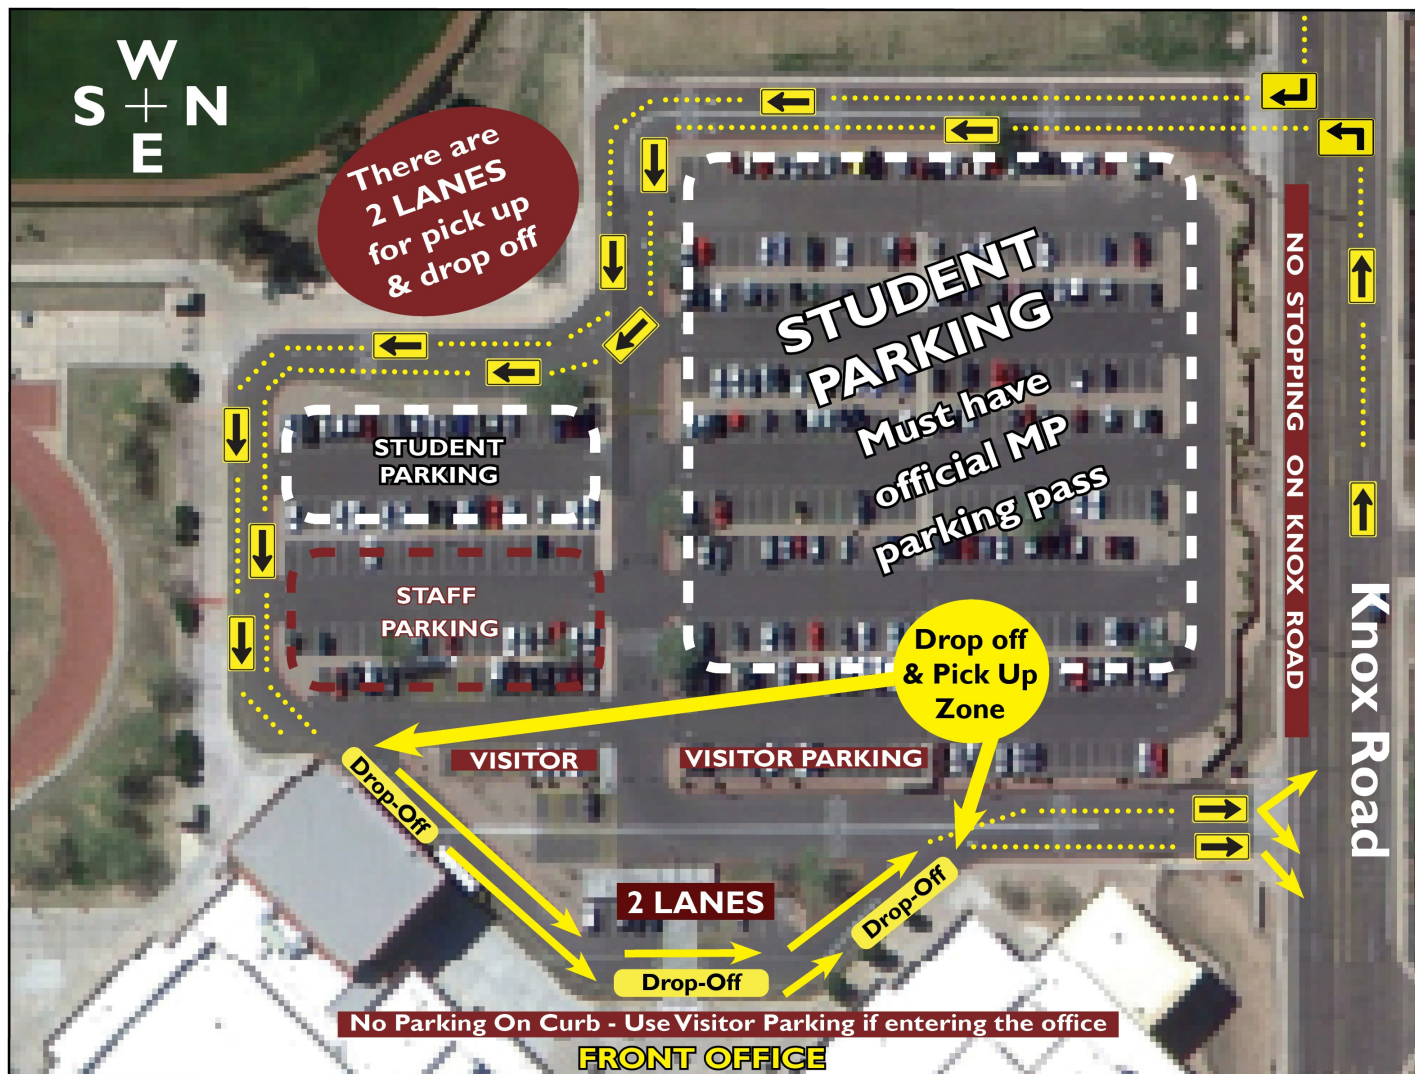 W
S N
E
There are
2 LANES
for pick up
& drop off
STUDENT
PARKING
Must have
official MP
parking pass
NO STOPPING ON KNOX ROAD
Knox Road
STUDENT
PARKING
STAFF
PARKING
Drop off
& Pick Up
Zone
VISITOR
VISITOR PARKING
Drop-Off
2 LANES
Drop-Off
Drop-Off
No Parking On Curb - Use Visitor Parking if entering the office
FRONT OFFICE